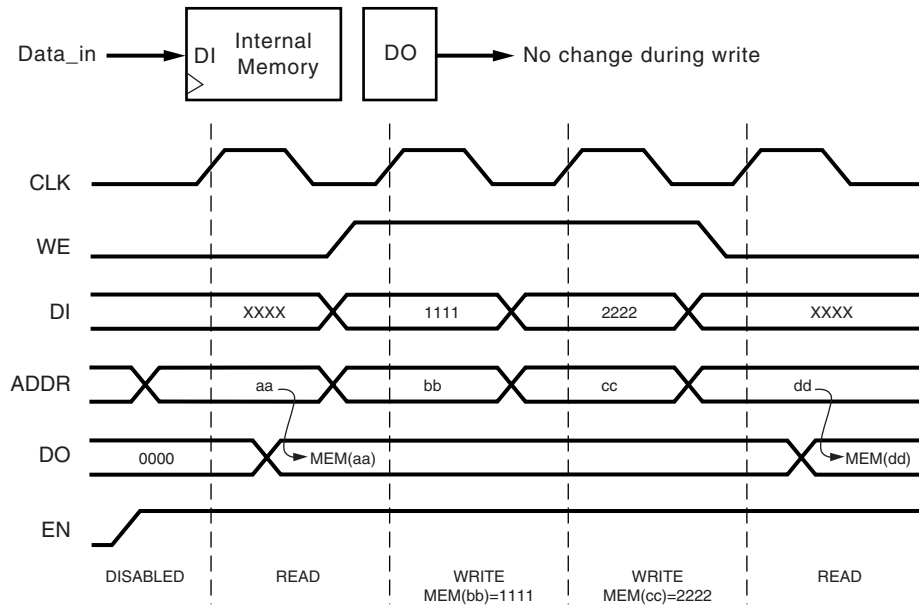 Data_in
DI
Internal
Memory
DO
No change during write
CLK
WE
DI
XXXX
1111
2222
XXXX
ADDR
aa
bb
cc
dd
DO
0000
MEM(aa)
MEM(dd)
EN
DISABLED
READ
WRITE
MEM(bb)=1111
WRITE
MEM(cc)=2222
READ